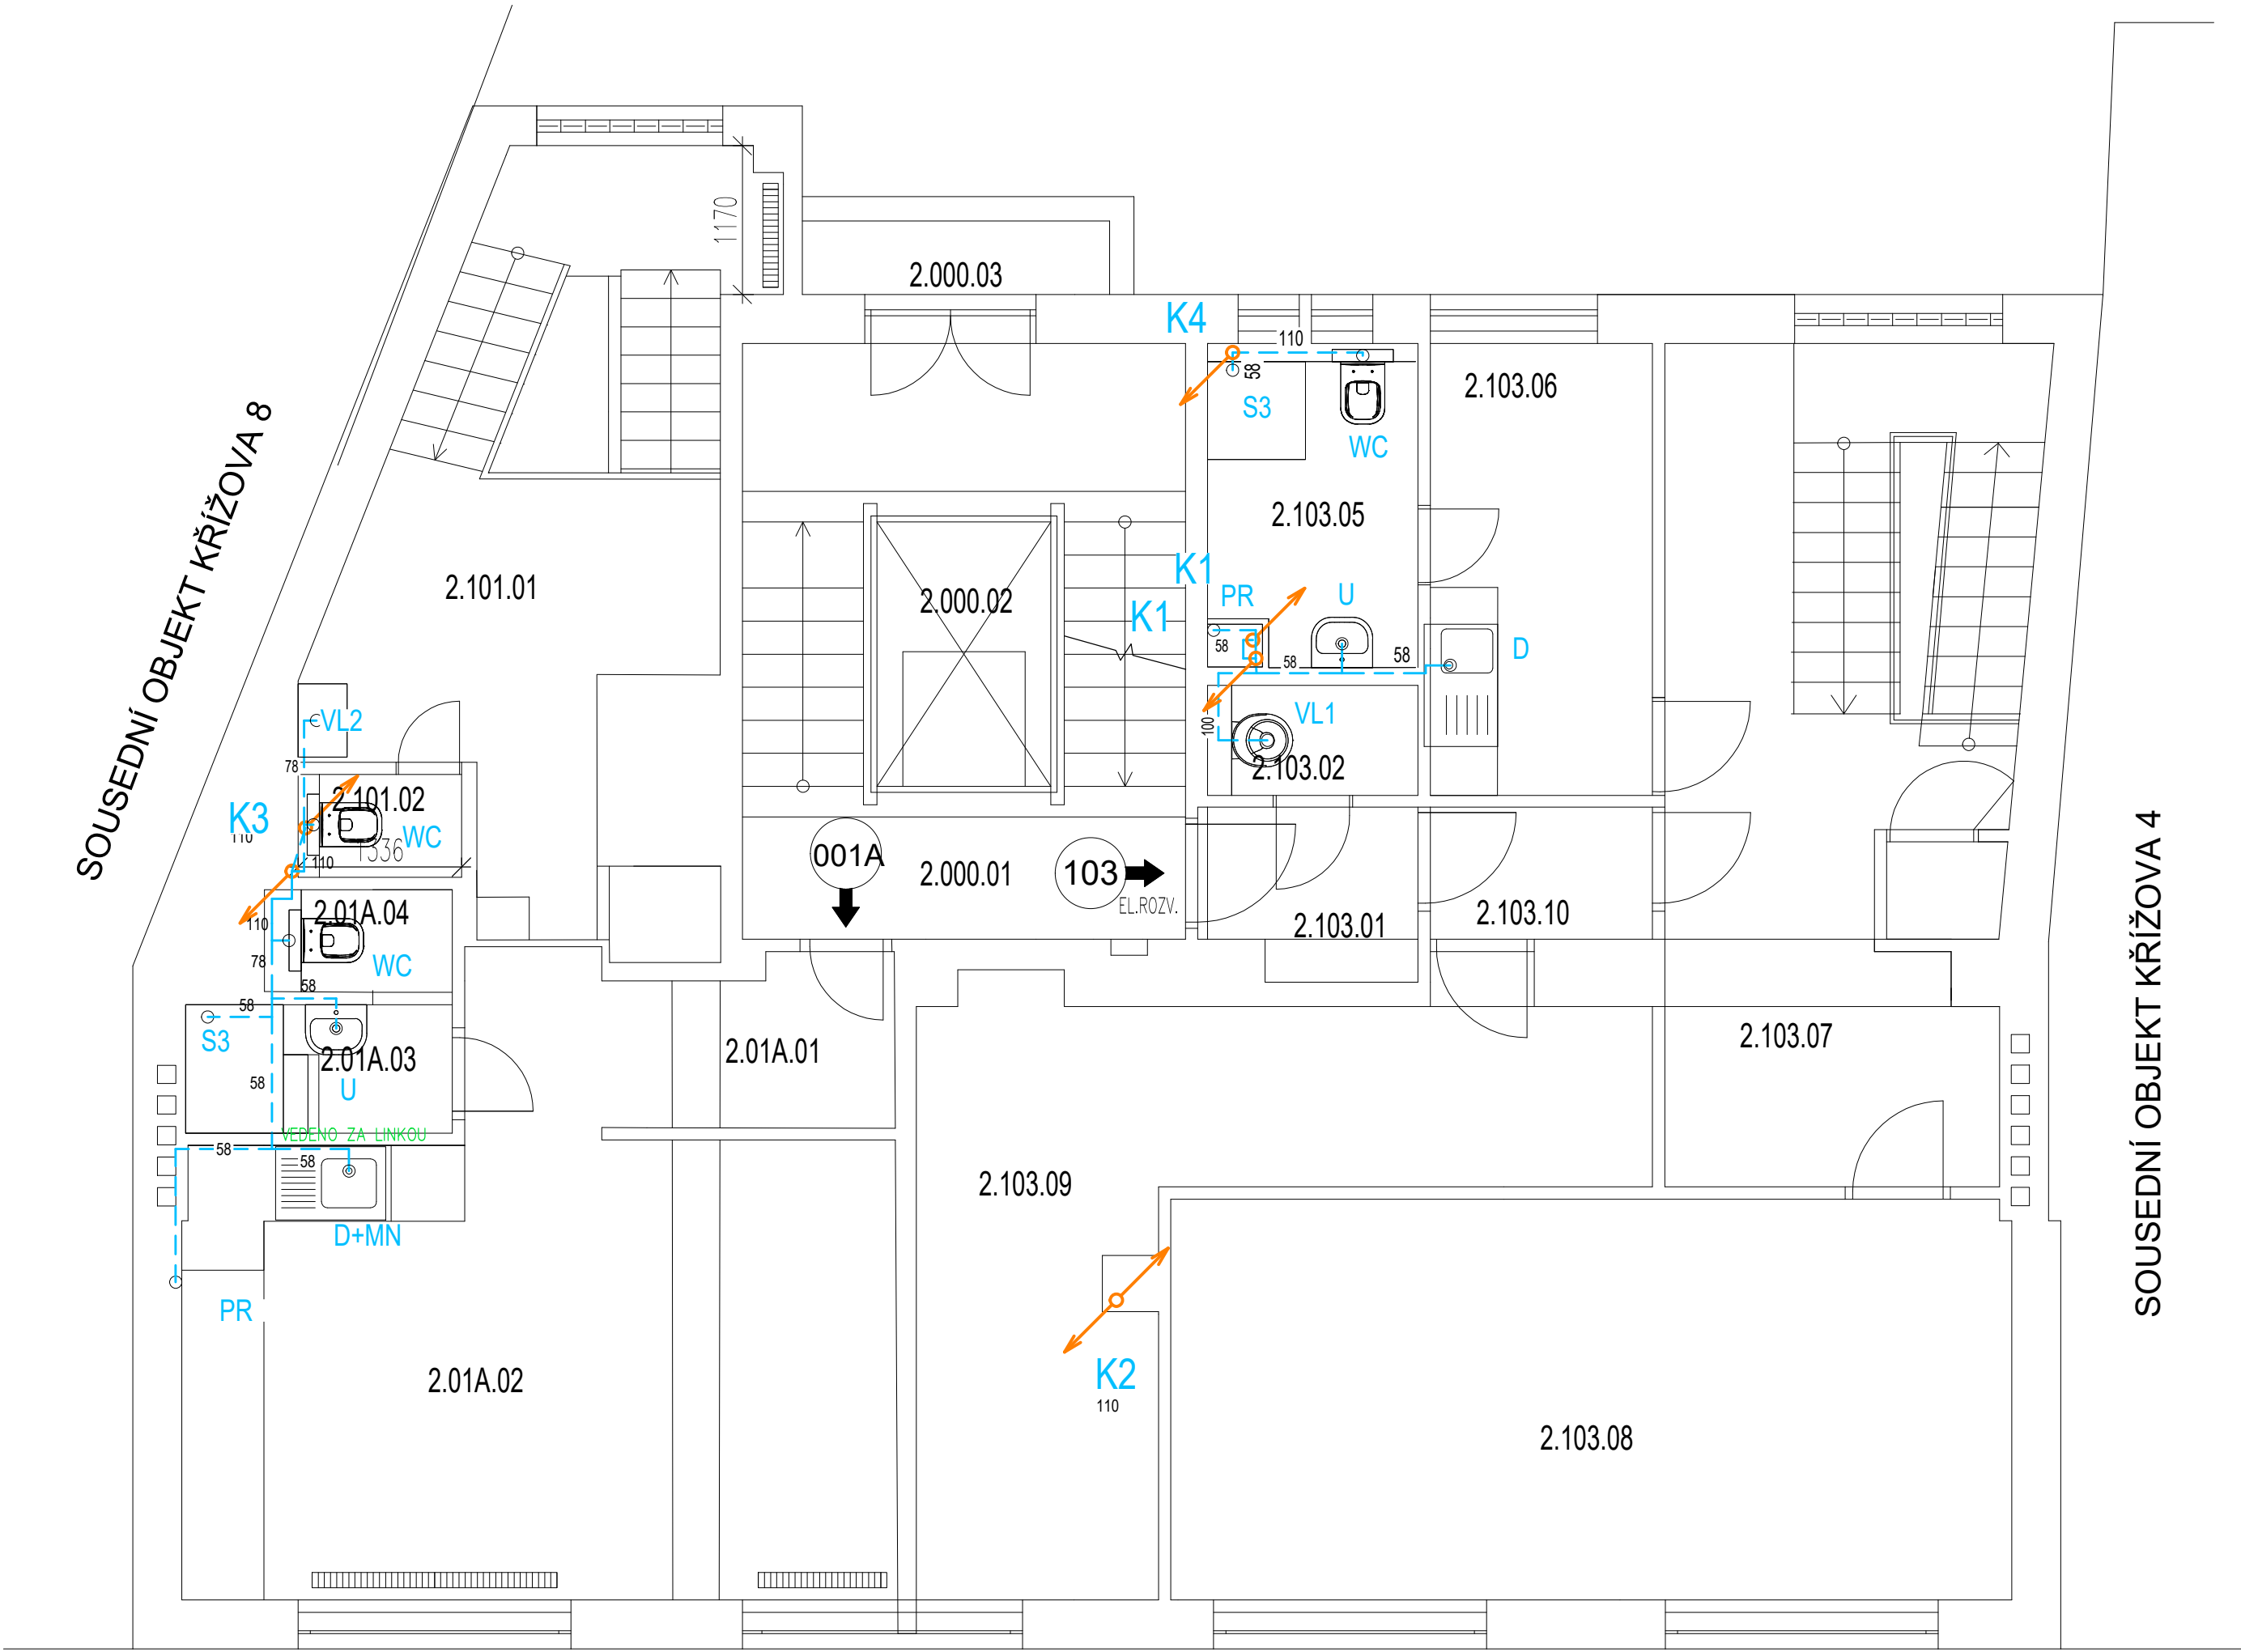 1170
2.000.03
K4
110
58
S3
WC
2.103.06
SOUSEDNÍ OBJEKT KŘÍŽOVA 8
2.103.05
2.101.01
K1
2.000.02
K1
PR
U
58
58
58
D
VL2
VL1
100
78
2.103.02
2.101.02
K3
110
WC
1336
110
001A
2.000.01
103
EL.ROZV.
2.01A.04
110
2.103.01
2.103.10
78
WC
58
58
S3
2.01A.03
2.01A.01
2.103.07
58
U
SOUSEDNÍ OBJEKT KŘÍŽOVA 4
VEDENO ZA LINKOU
58
58
2.103.09
D+MN
PR
2.01A.02
K2
110
2.103.08